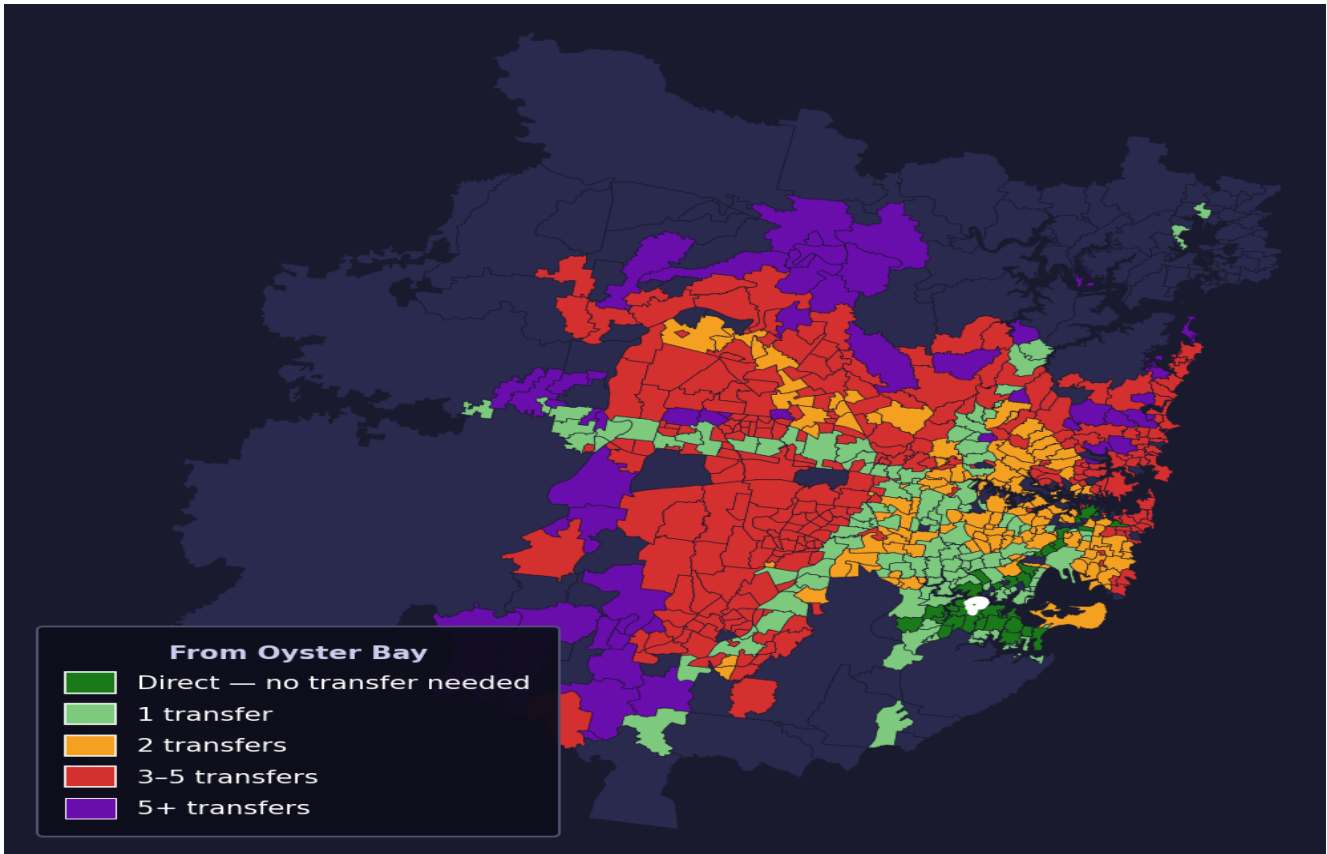 From Oyster Bay
Direct — no transfer needed
1 transfer
2 transfers
3–5 transfers
5+ transfers